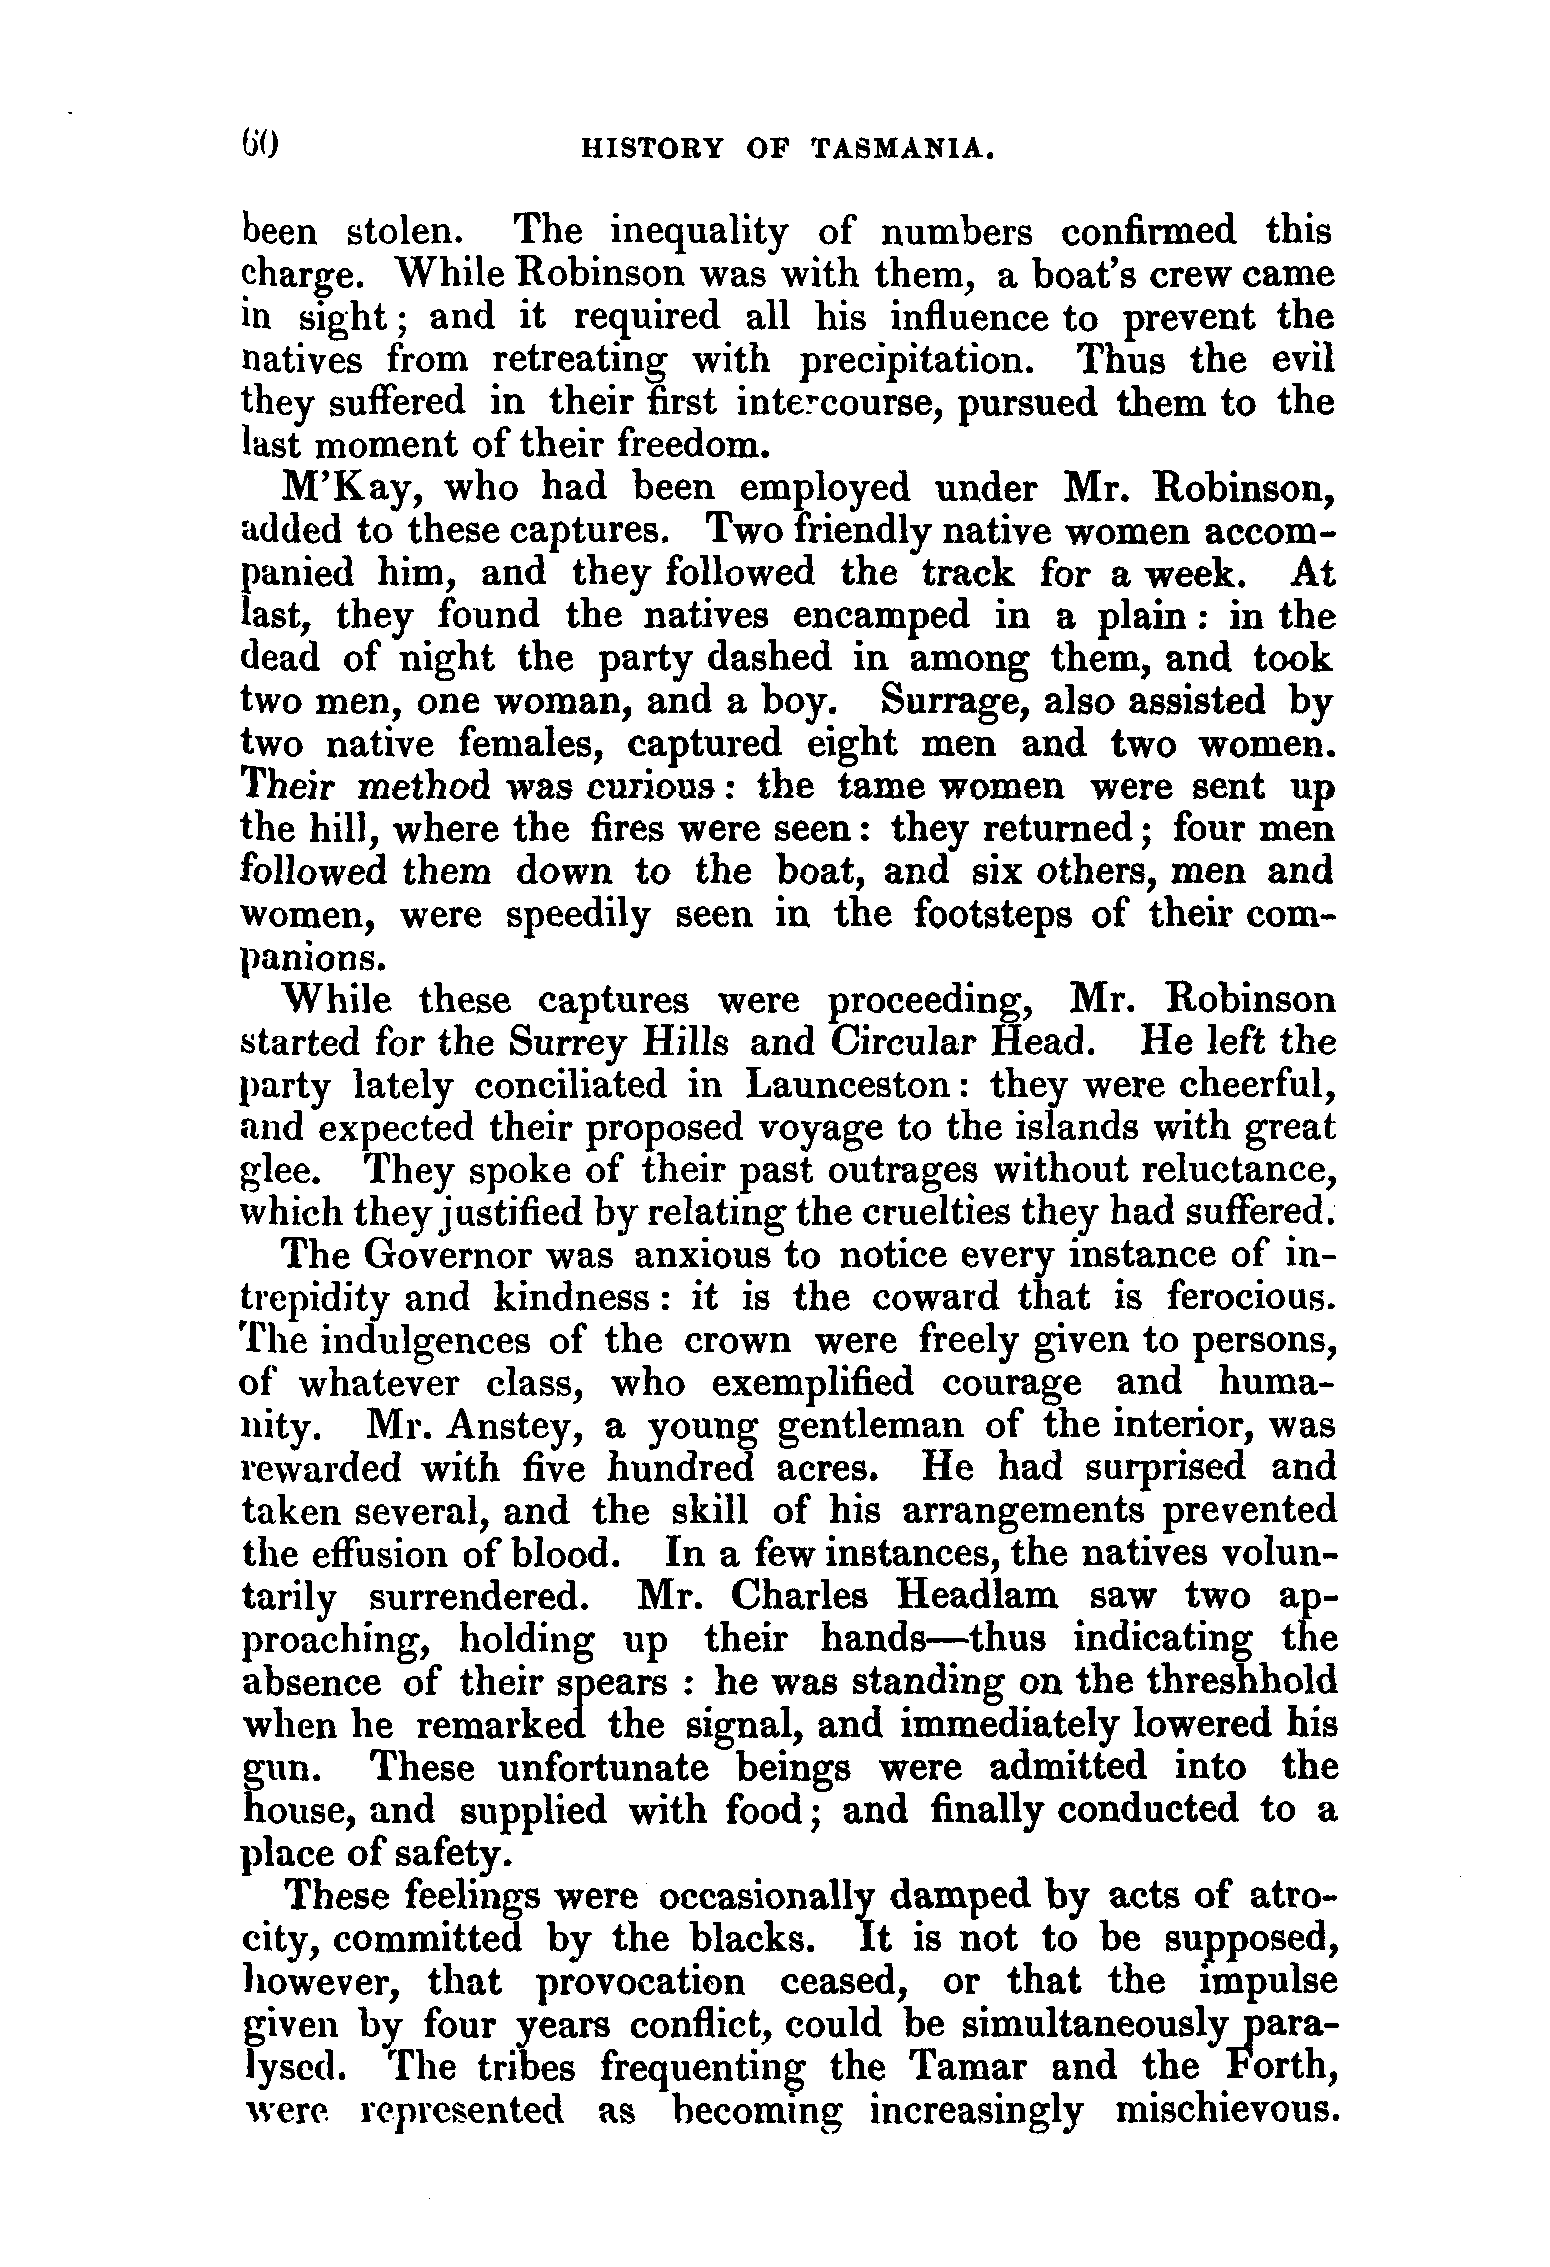 60 HISTORY OF TASMANIA.
been stolen. The inequality of numbers confirmed this
charge. While Robinson was with them, a boat's crew came
in sight; and it required all his influence to prevent the
natives from retreating with precipitation. Thus the evil
they suffered in their first intercourse, pursued them to the
last moment of their freedom.
M'Kay, who had been employed under Mr. Robinson,
added to these captures. Two friendly native women accom-
panied him, and they followed the track for a week. At
last, they found the natives encamped in a plain: in the
dead of night the party dashed in among them, and took
two men, one woman, and a boy. Surrage, also assisted by
two native females, captured eight men and two women.
Their method was curious: the tame women were sent up
the hill, where the fires were seen: they returned; four men
followed them down to the boat, and six others, men and
women, were speedily seen in the footsteps of their com-
panions.
While these captures were proceeding, Mr. Robinson
started for the Surrey Hills and Circular Head. He left the
party lately conciliated in Launceston: they were cheerful,
and expected their proposed voyage to the islands with great
glee. They spoke of their past outrages without reluctance,
which they justified by relating the cruelties they had suffered.
The Governor was anxious to notice every instance of in-
trepidity and kindness: it is the coward that is ferocious.
The indulgences of the crown were freely given to persons,
of whatever class, who exemplified courage and huma-
nity. Mr. Anstey, a young gentleman of the interior, was
rewarded with five hundred acres. He had surprised and
taken several, and the skill of his arrangements prevented
the effusion of blood. In a few instances, the natives volun-
tarily surrendered. Mr. Charles Headlam saw two ap-
proaching, holding up their hands—thus indicating the
absence of their spears : he was standing on the threshhold
when he remarked the signal, and immediately lowered his
gun. These unfortunate beings were admitted into the
house, and supplied with food; and finally conducted to a
place of safety.
These feelings were occasionally damped by acts of atro-
city, committed by the blacks. It is not to be supposed,
however, that provocation ceased, or that the impulse
given by four years conflict, could be simultaneously para-
lysed. The tribes frequenting the Tamar and the Forth,
were represented as becoming increasingly mischievous.